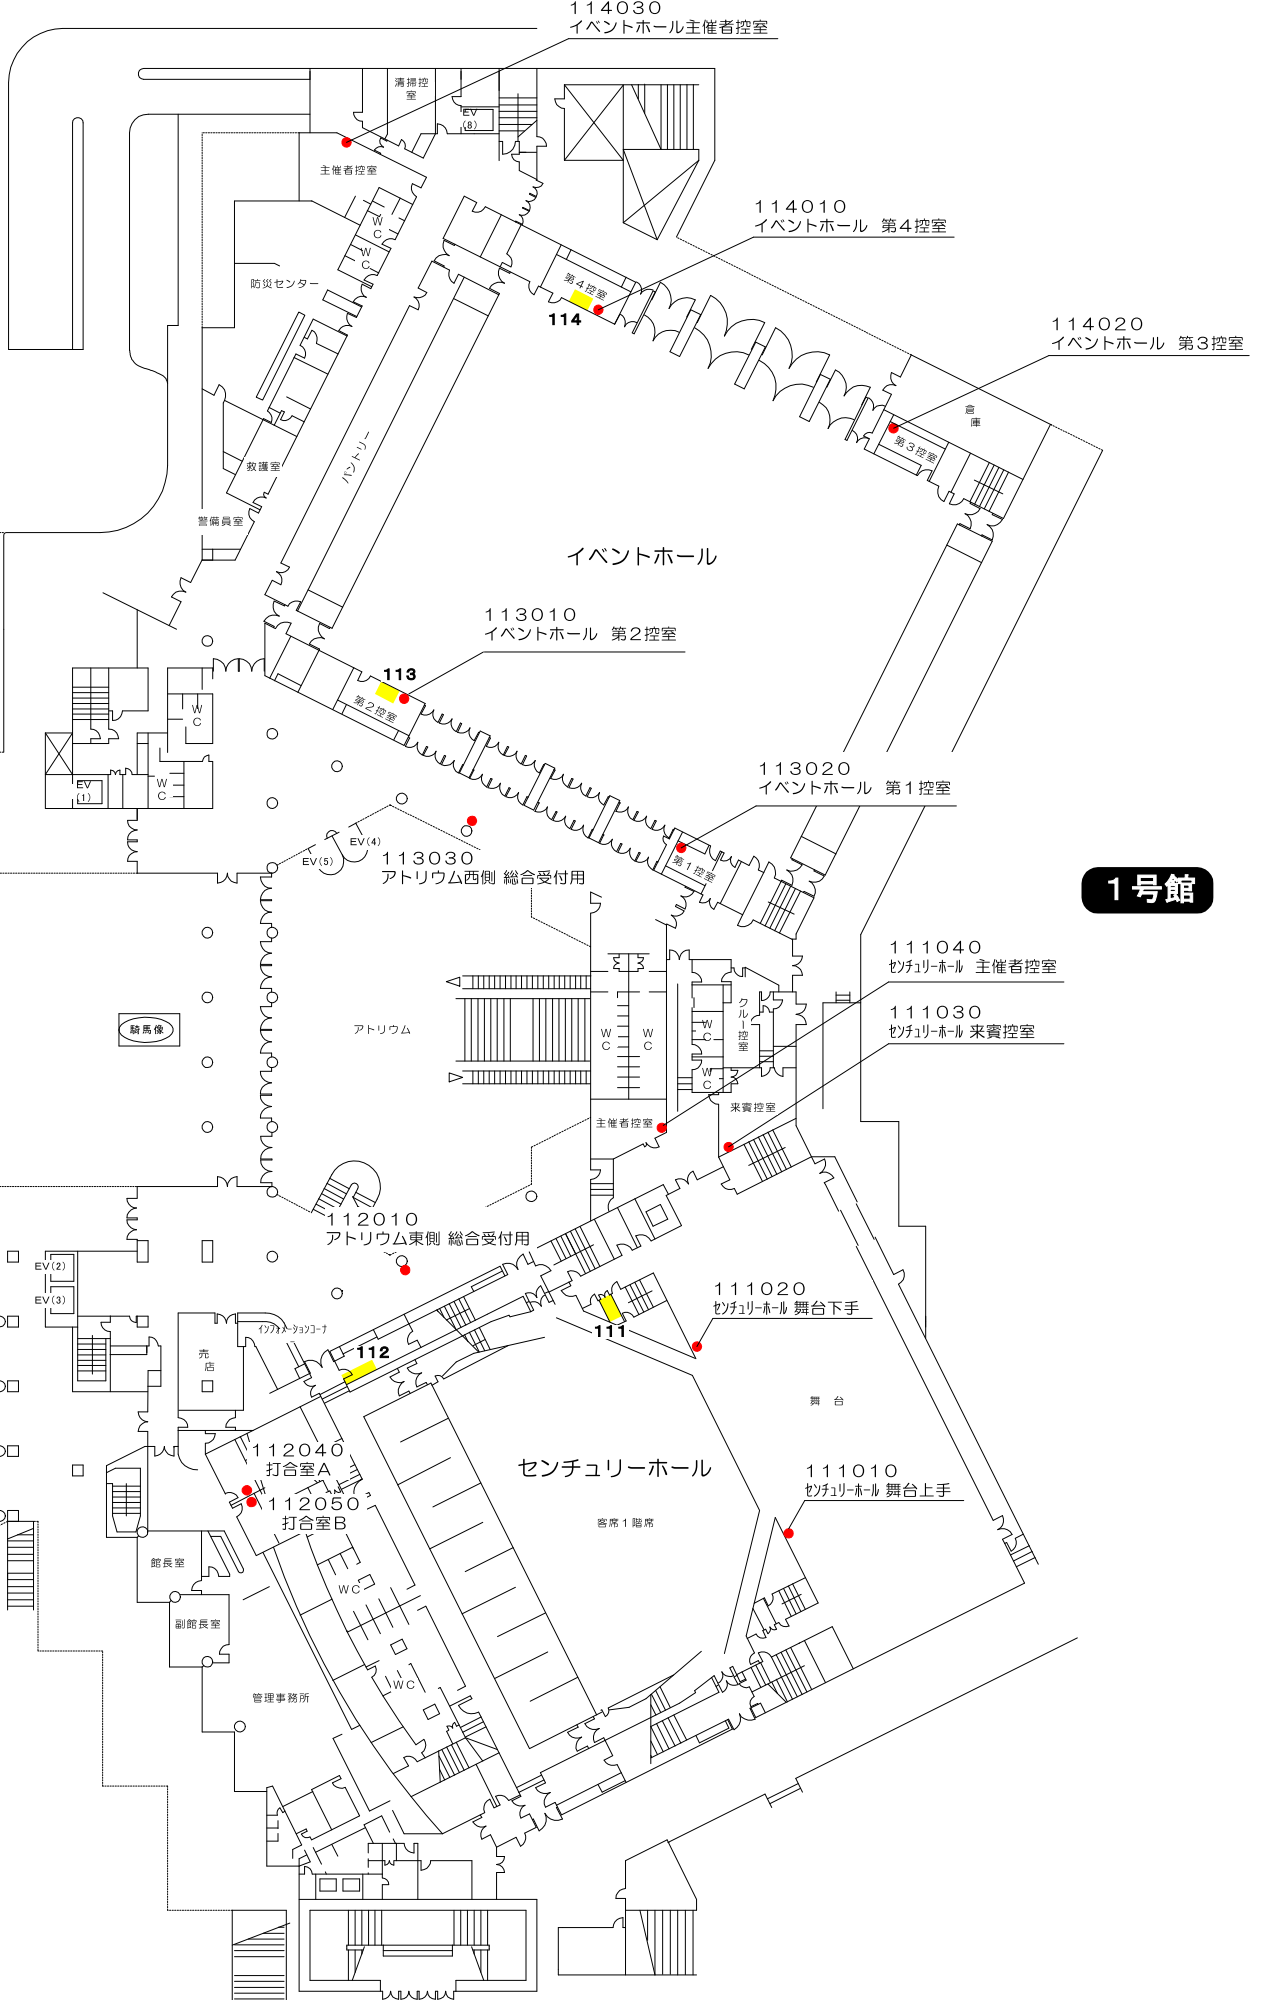 114030
イベントホール主催者控室
清掃控
室
EV
(8)
主催者控室
WC
WC
防災センター
114010
イベントホール 第4控室
第4控室
114
114020
イベントホール 第3控室
倉庫
第3控室
パントリー
救護室
警備員室
イベントホール
113010
イベントホール 第2控室
113
第2控室
WC
WC
EV
(1)
113020
イベントホール 第1控室
第1控室
EV(4)
EV(5)
113030
アトリウム西側 総合受付用
1号館
111040
センチュリーホール 主催者控室
111030
センチュリーホール 来賓控室
騎馬像
アトリウム
WC
WC
WC
クルー控室
WC
主催者控室
来賓控室
112010
アトリウム東側 総合受付用
EV(2)
EV(3)
インフォメーションコーナ
売店
111020
センチュリーホール 舞台下手
111
112
舞台
112040
打合室A
112050
打合室B
センチュリーホール
111010
センチュリーホール 舞台上手
客席1階席
館長室
WC
副館長室
WC
管理事務所